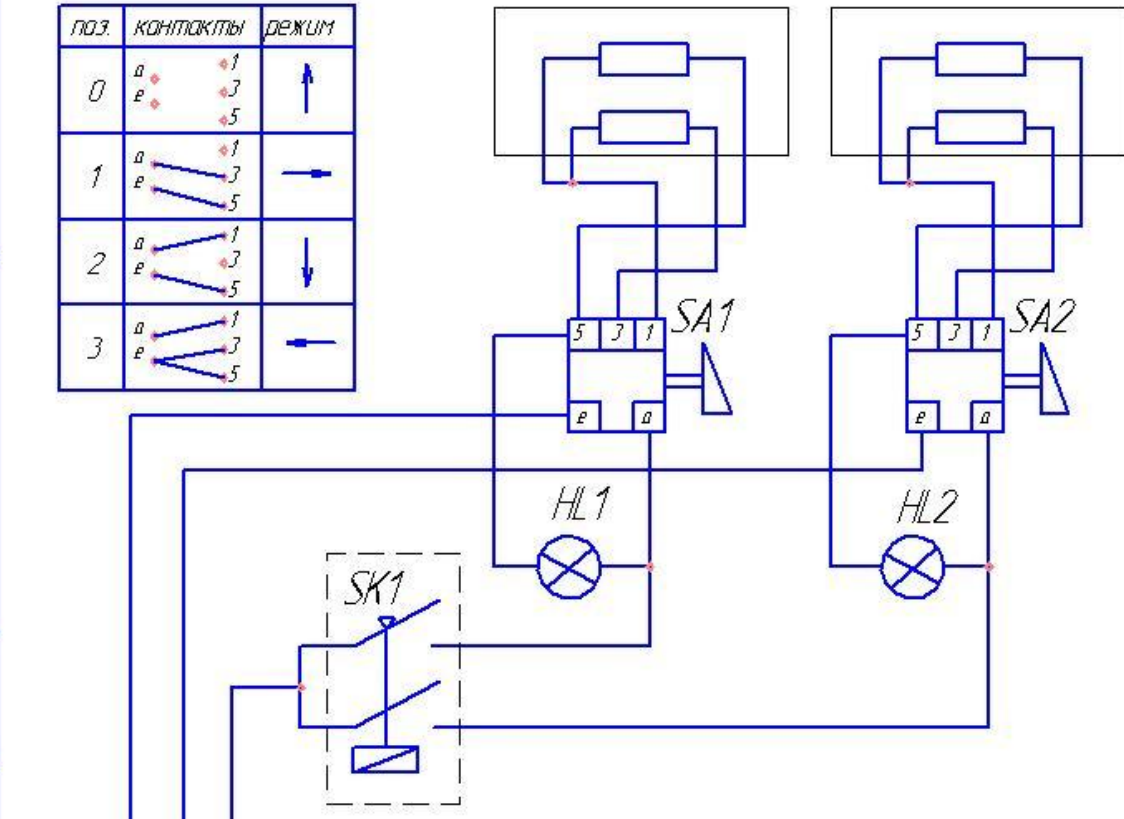 поз. контакты режим
0 а е 1 3 5
1 а е 1 3 5
2 а е 1 3 5
3 а е 1 3 5
5 3 1 SA1
е а
5 3 1 SA2
е а
HL1
HL2
SK1